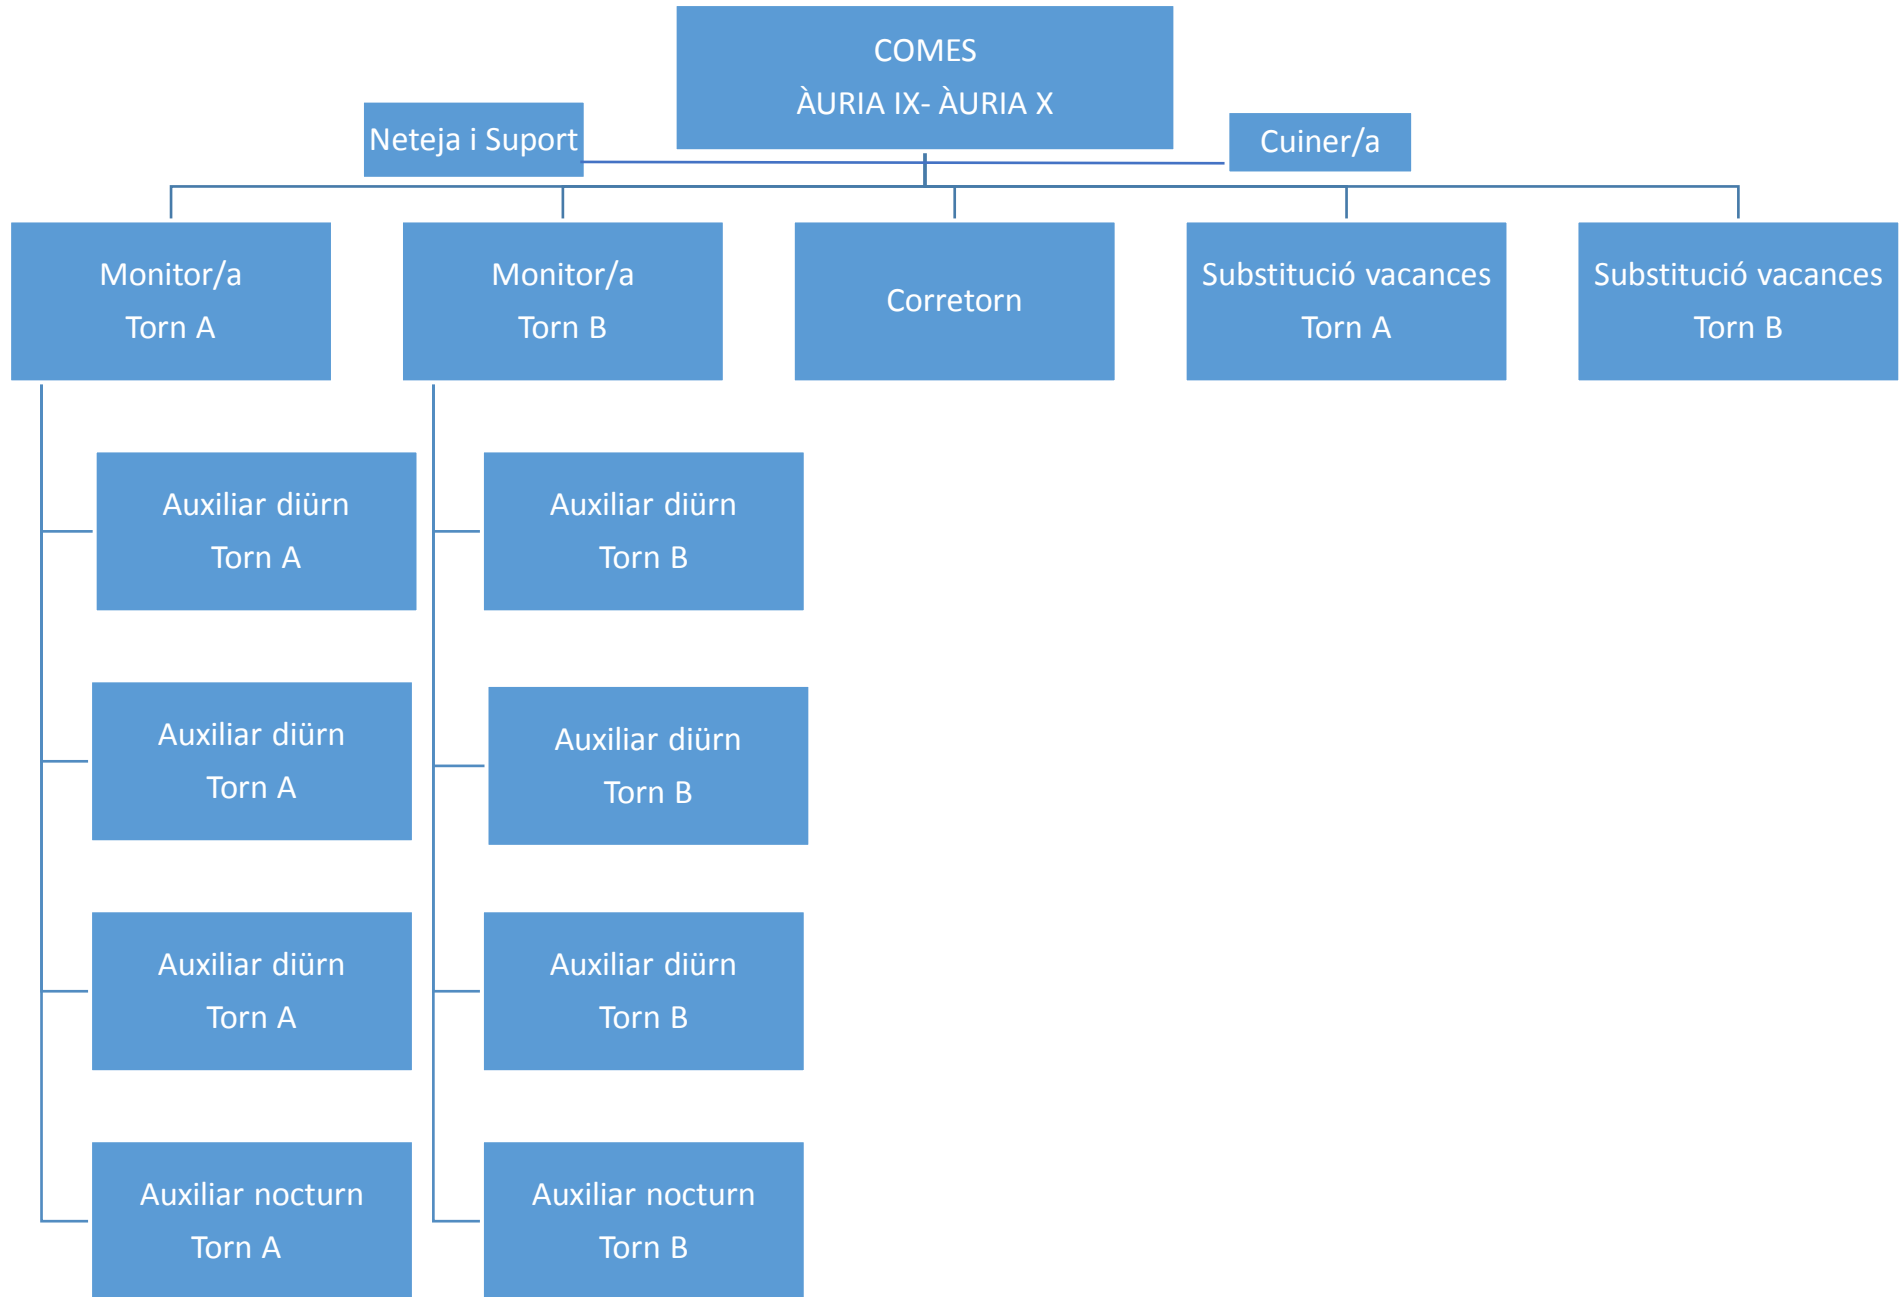 COMES
ÀURIA IX- ÀURIA X
Neteja i Suport
Cuiner/a
Monitor/a
Torn A
Monitor/a
Torn B
Corretorn
Substitució vacances
Torn A
Substitució vacances
Torn B
Auxiliar diürn
Torn A
Auxiliar diürn
Torn B
Auxiliar diürn
Torn A
Auxiliar diürn
Torn B
Auxiliar diürn
Torn A
Auxiliar diürn
Torn B
Auxiliar nocturn
Torn A
Auxiliar nocturn
Torn B